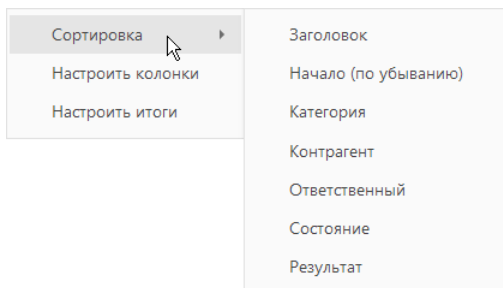 Сортировка
Настроить колонки
Настроить итоги
Заголовок
Начало (по убыванию)
Категория
Контрагент
Ответственный
Состояние
Результат